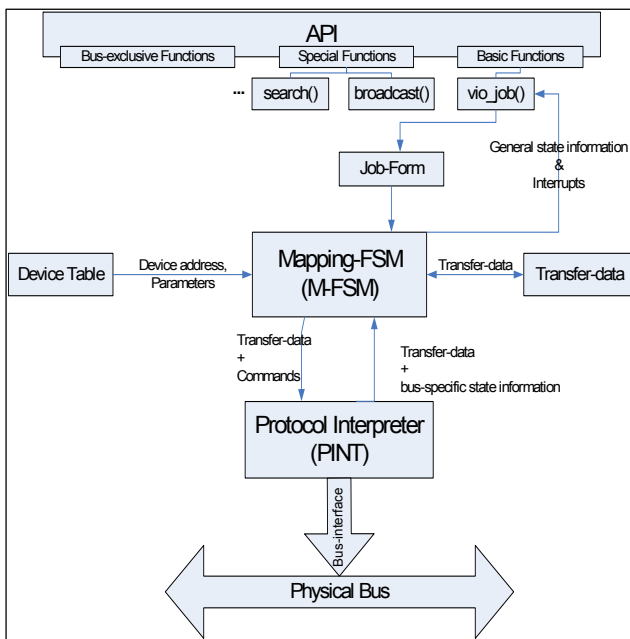 API
Bus-exclusive Functions
Special Functions
Basic Functions
...
search()
broadcast()
vio_job()
General state information
&
Interrupts
Job-Form
Device Table
Device address,
Parameters
Mapping-FSM
(M-FSM)
Transfer-data
Transfer-data
Transfer-data
+
Commands
Transfer-data
+
bus-specific state information
Protocol Interpreter
(PINT)
Bus-interface
Physical Bus